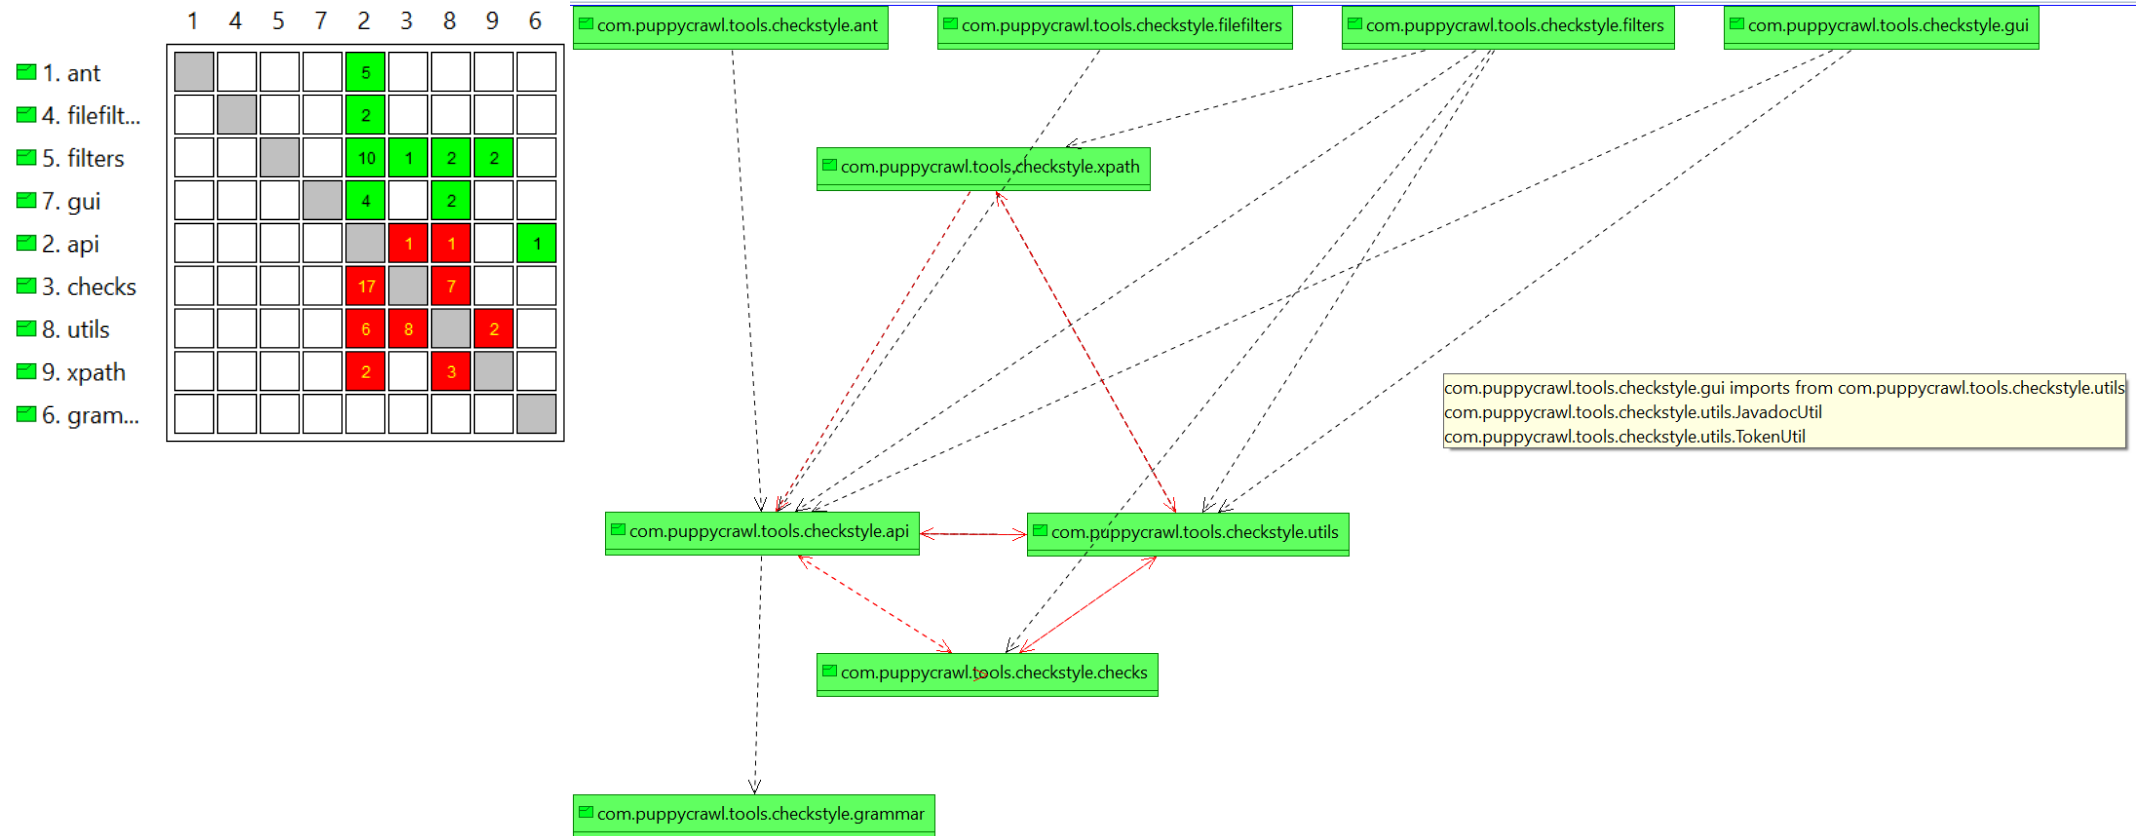 1 4 5 7 2 3 8 9 6
1. ant 5
4. filefilt... 2
5. filters 10 1 2 2
7. gui 4 2
2. api 1 1 1
3. checks 17 7
8. utils 6 8 2
9. xpath 2 3
6. gram...
com.puppycrawl.tools.checkstyle.ant
com.puppycrawl.tools.checkstyle.filefilters
com.puppycrawl.tools.checkstyle.filters
com.puppycrawl.tools.checkstyle.gui
com.puppycrawl.tools.checkstyle.xpath
com.puppycrawl.tools.checkstyle.gui imports from com.puppycrawl.tools.checkstyle.utils
com.puppycrawl.tools.checkstyle.utils.JavadocUtil
com.puppycrawl.tools.checkstyle.utils.TokenUtil
com.puppycrawl.tools.checkstyle.api
com.puppycrawl.tools.checkstyle.utils
com.puppycrawl.tools.checkstyle.checks
com.puppycrawl.tools.checkstyle.grammar